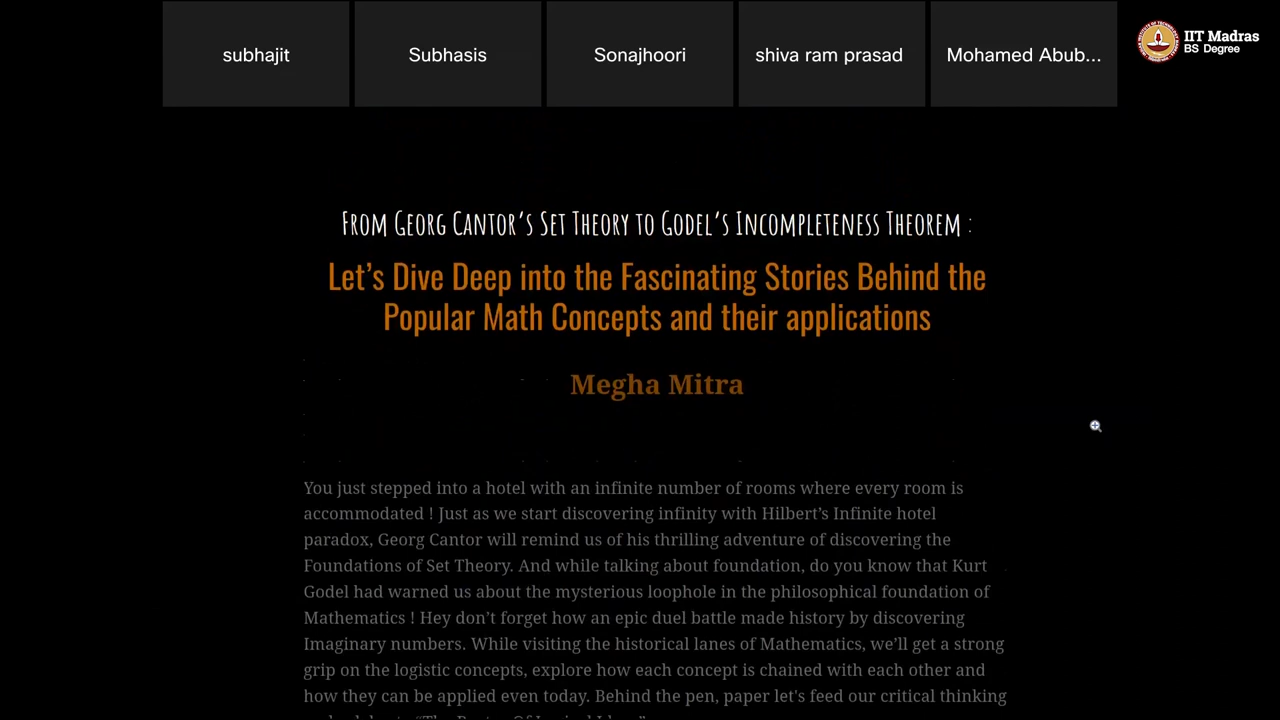 subhajit
Subhasis
Sonajhoori
shiva ram prasad
Mohamed Abub...
IIT Madras
BS Degree
From Georg Cantor's Set Theory to Godel's Incompleteness Theorem :
Let's Dive Deep into the Fascinating Stories Behind the
Popular Math Concepts and their applications
Megha Mitra
You just stepped into a hotel with an infinite number of rooms where every room is
accommodated ! Just as we start discovering infinity with Hilbert's Infinite hotel
paradox, Georg Cantor will remind us of his thrilling adventure of discovering the
Foundations of Set Theory. And while talking about foundation, do you know that Kurt
Godel had warned us about the mysterious loophole in the philosophical foundation of
Mathematics ! Hey don't forget how an epic duel battle made history by discovering
Imaginary numbers. While visiting the historical lanes of Mathematics, we'll get a strong
grip on the logistic concepts, explore how each concept is chained with each other and
how they can be applied even today. Behind the pen, paper let's feed our critical thinking